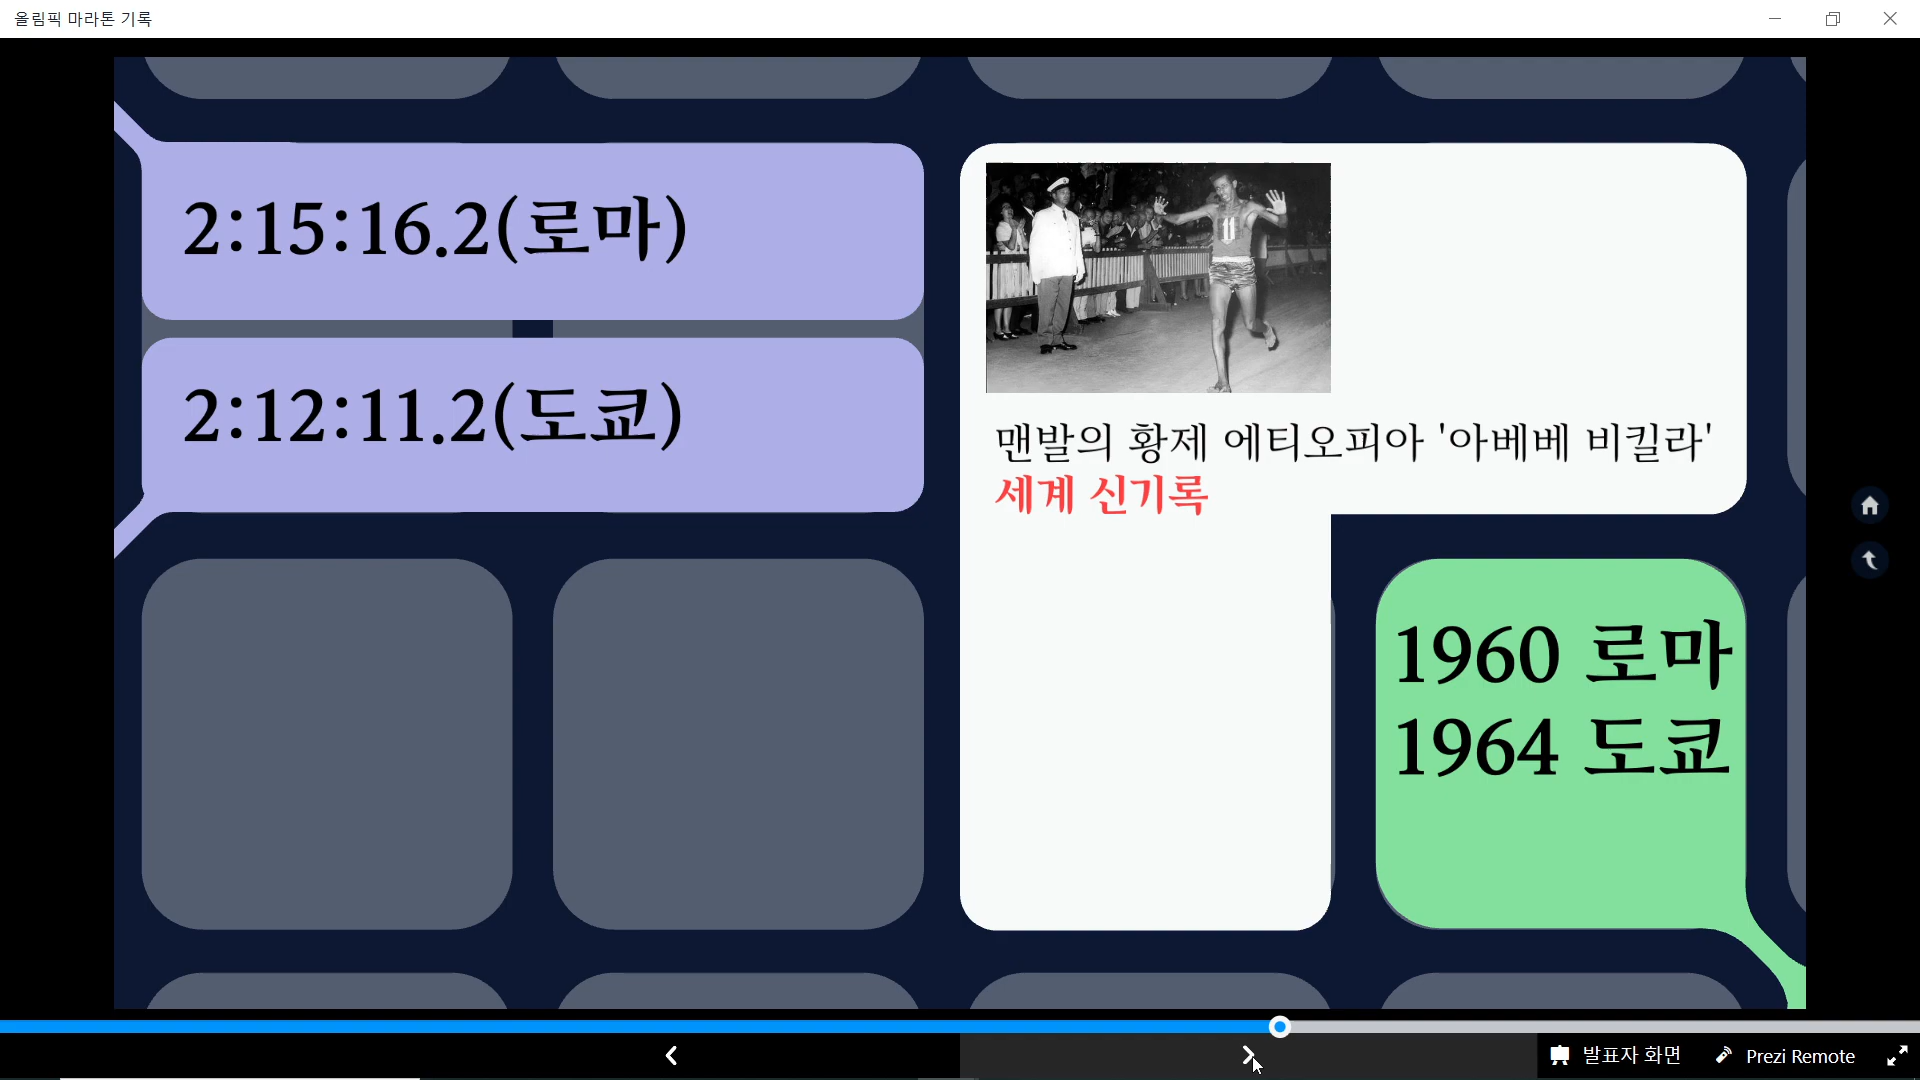 올림픽 마라톤 기록
2:15:16.2(로마)
2:12:11.2(도쿄)
11
맨발의 황제 에티오피아 '아베베 비킬라'
세계 신기록
1960 로마
1964 도쿄
발표자 화면
Prezi Remote